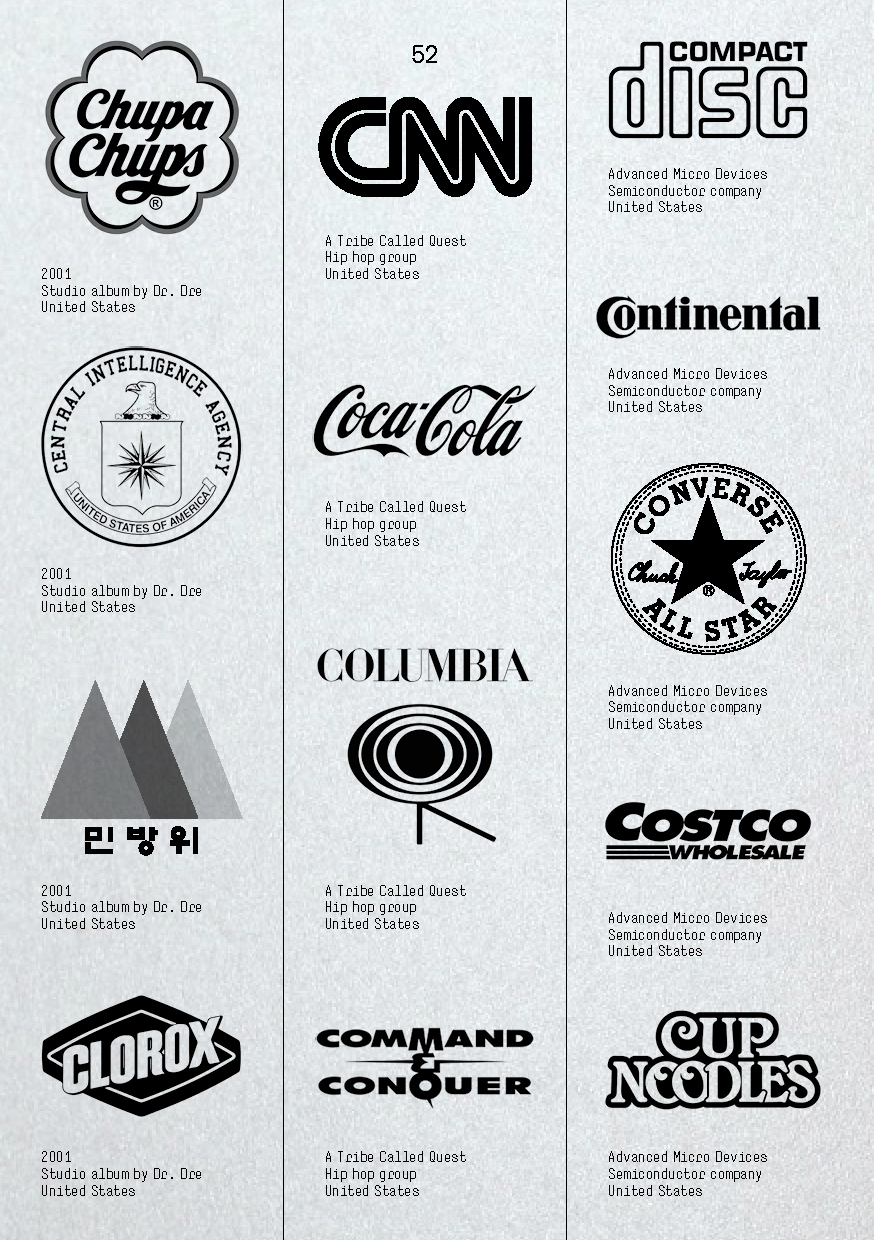 Chupa
Chups
®
2001
Studio album by Dr. Dre
United States
CENTRAL INTELLIGENCE AGENCY
UNITED STATES OF AMERICA
2001
Studio album by Dr. Dre
United States
민방위
2001
Studio album by Dr. Dre
United States
CLOROX
2001
Studio album by Dr. Dre
United States
52
CNN
A Tribe Called Quest
Hip hop group
United States
Coca-Cola
A Tribe Called Quest
Hip hop group
United States
COLUMBIA
A Tribe Called Quest
Hip hop group
United States
COMMAND
&
CONQUER
A Tribe Called Quest
Hip hop group
United States
COMPACT
disc
Advanced Micro Devices
Semiconductor company
United States
Continental
Advanced Micro Devices
Semiconductor company
United States
CONVERSE
Chuck Taylor
®
ALL STAR
Advanced Micro Devices
Semiconductor company
United States
COSTCO
WHOLESALE
Advanced Micro Devices
Semiconductor company
United States
CUP
NOODLES
Advanced Micro Devices
Semiconductor company
United States